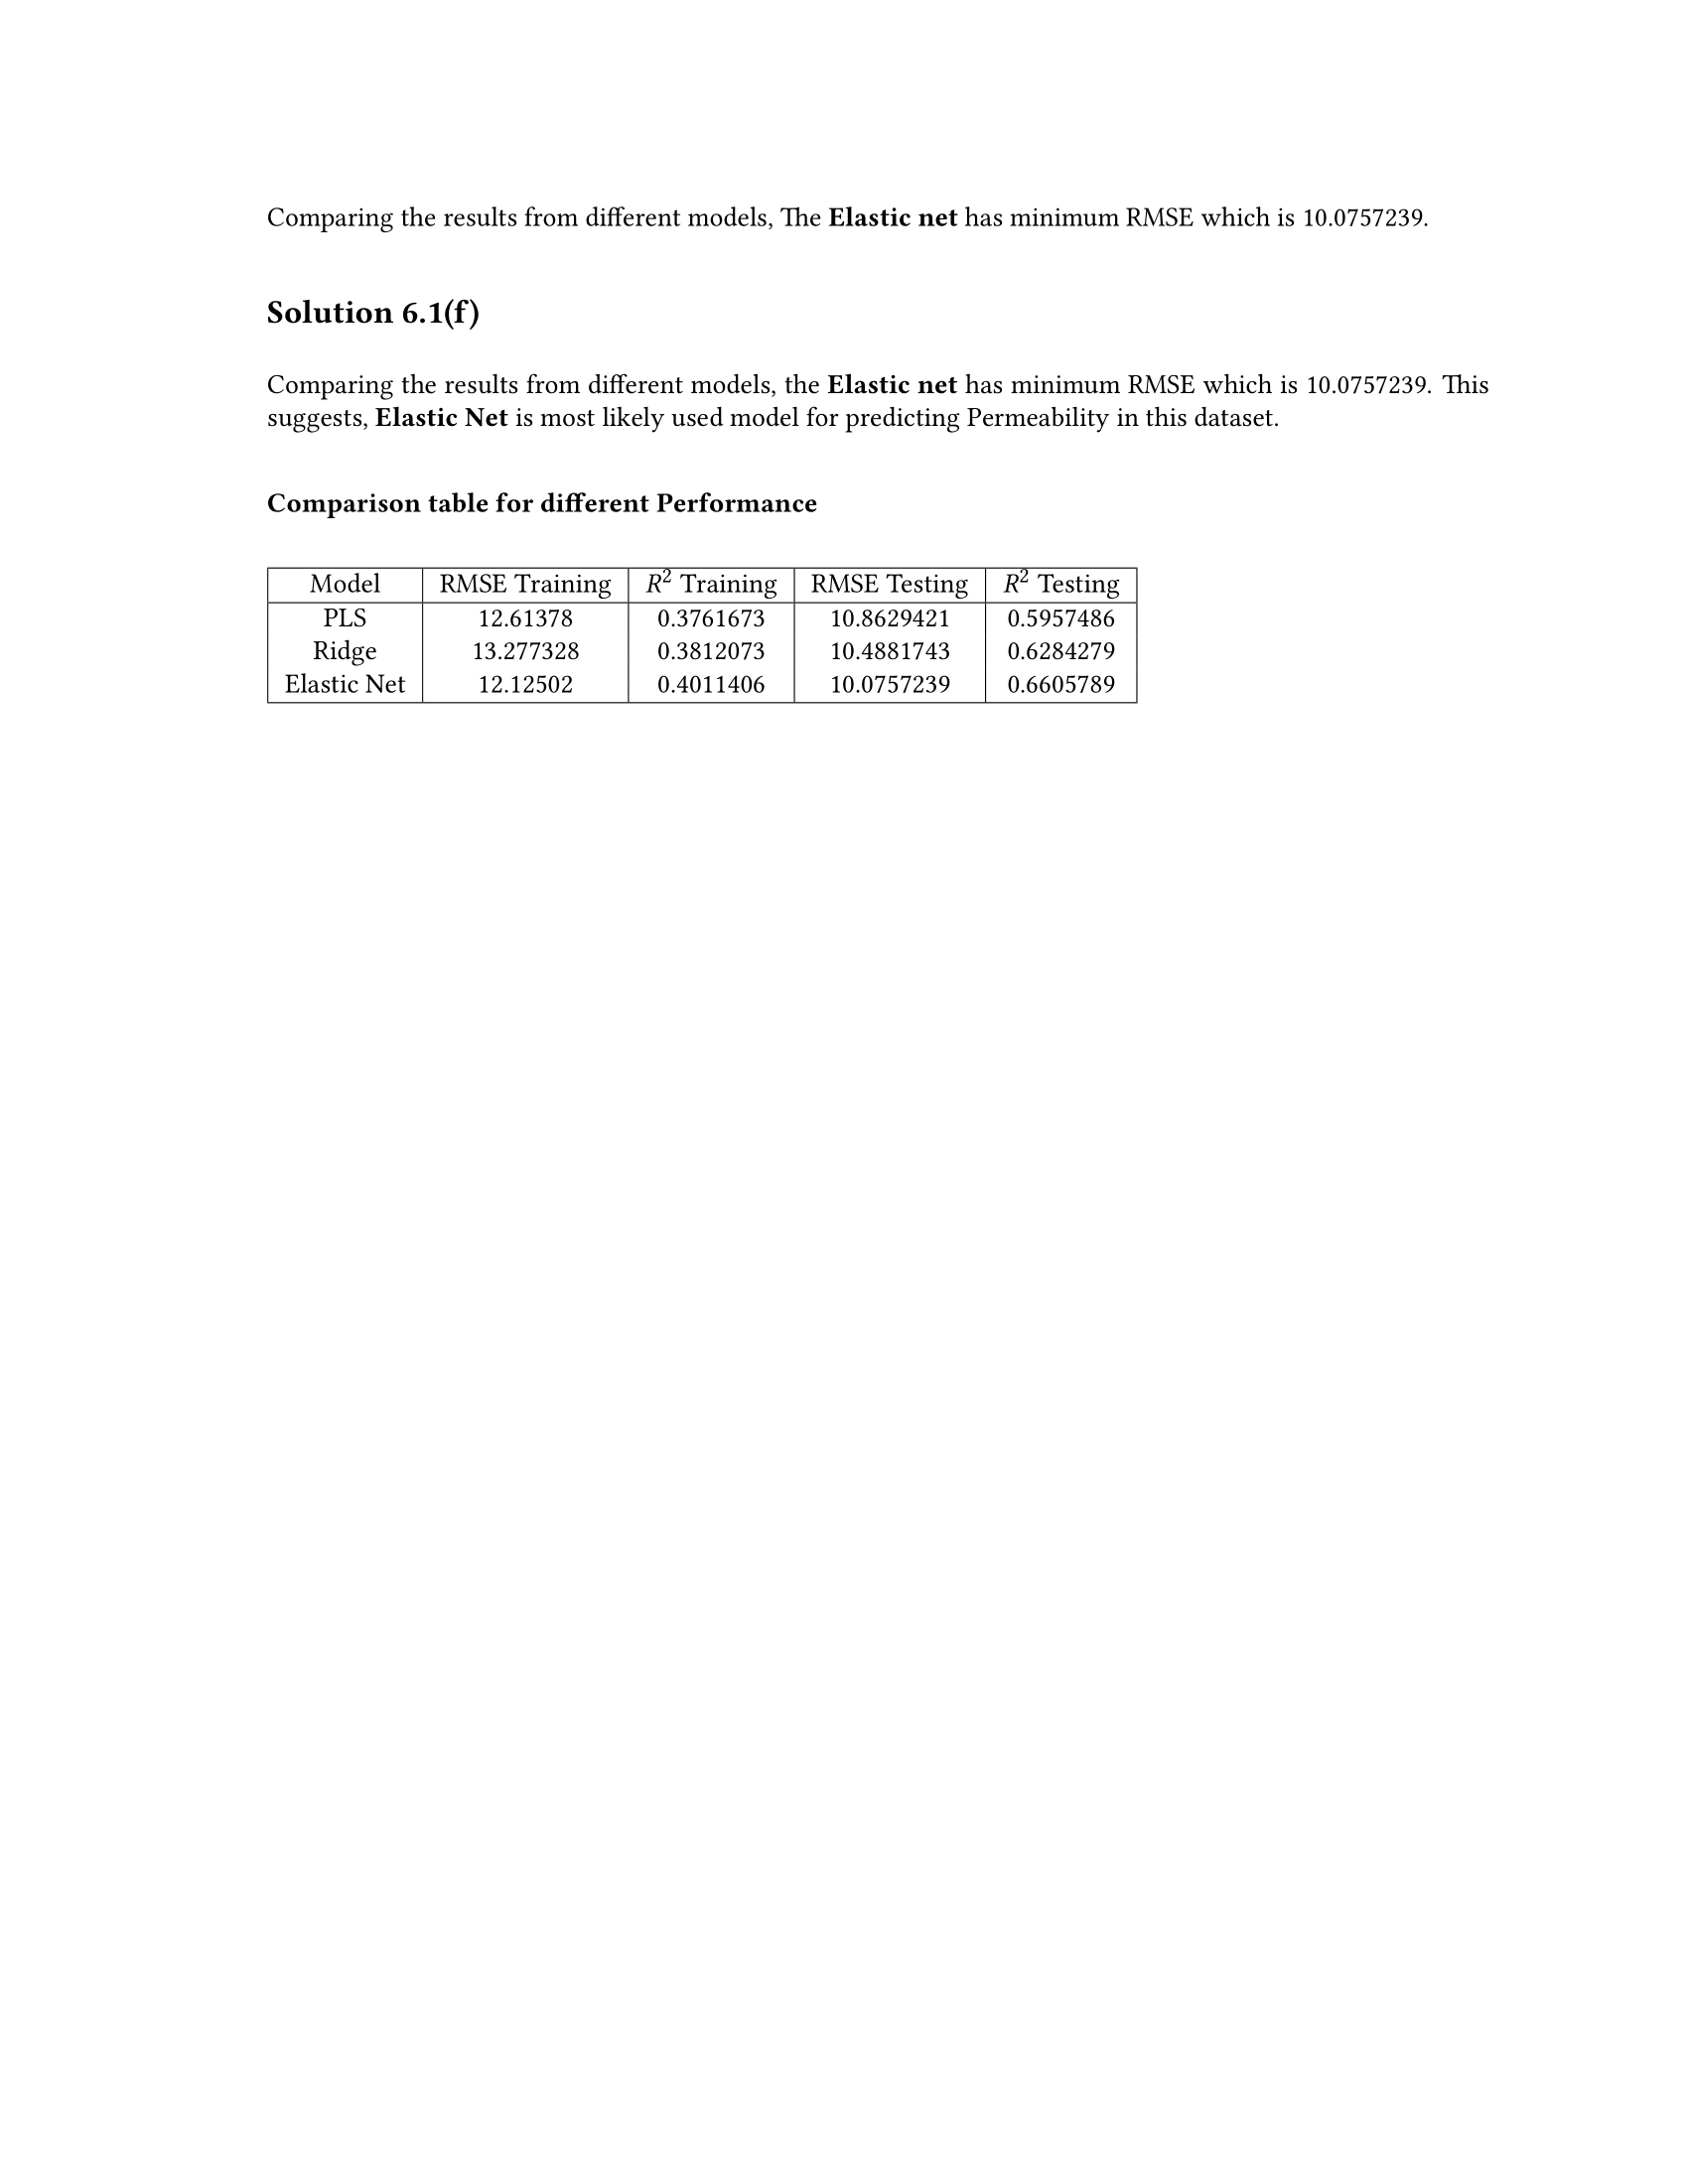 Comparing the results from different models, The Elastic net has minimum RMSE which is 10.0757239.
Solution 6.1(f)
Comparing the results from different models, the Elastic net has minimum RMSE which is 10.0757239. This
suggests, Elastic Net is most likely used model for predicting Permeability in this dataset.
Comparison table for different Performance
Model RMSE Training R² Training RMSE Testing R² Testing
PLS 12.61378 0.3761673 10.8629421 0.5957486
Ridge 13.277328 0.3812073 10.4881743 0.6284279
Elastic Net 12.12502 0.4011406 10.0757239 0.6605789